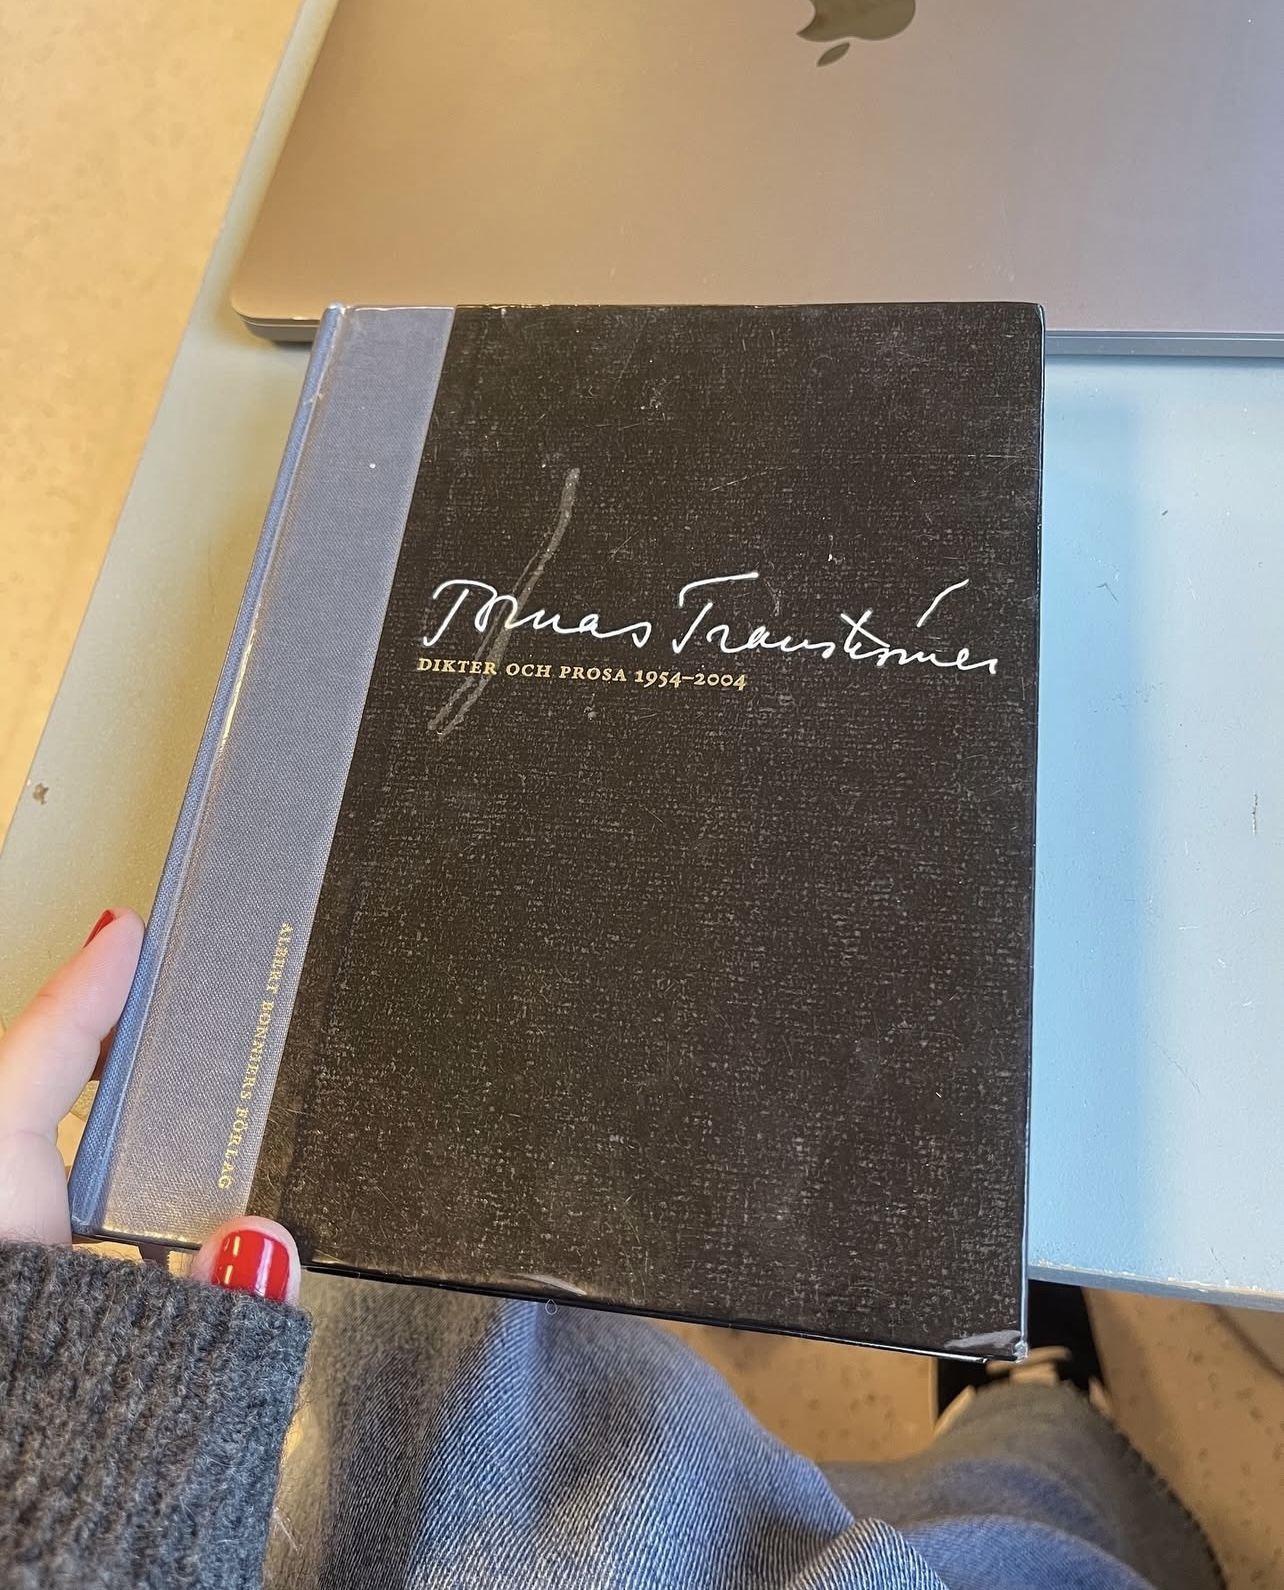 Tomas Tranströmer
DIKTER OCH PROSA 1954–2004
ALBERT BONNIERS FÖRLAG